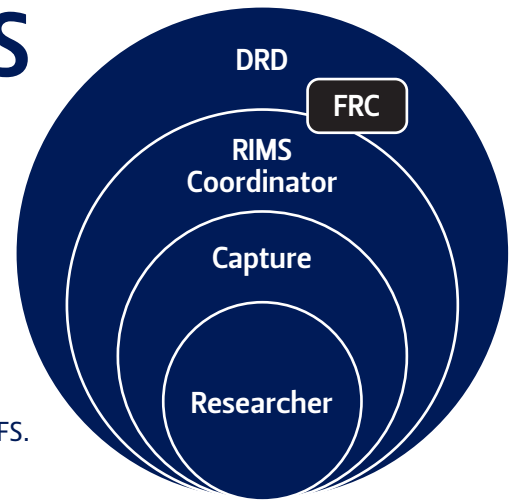 S
DRD
FRC
RIMS
Coordinator
Capture
Researcher
FS.